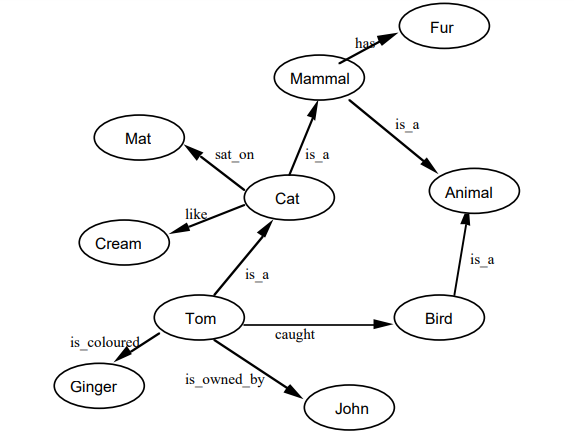 Fur
has
Mammal
is_a
Mat
sat_on
is_a
Cat
Animal
like
Cream
is_a
is_a
Tom
Bird
caught
is_coloured
Ginger
is_owned_by
John